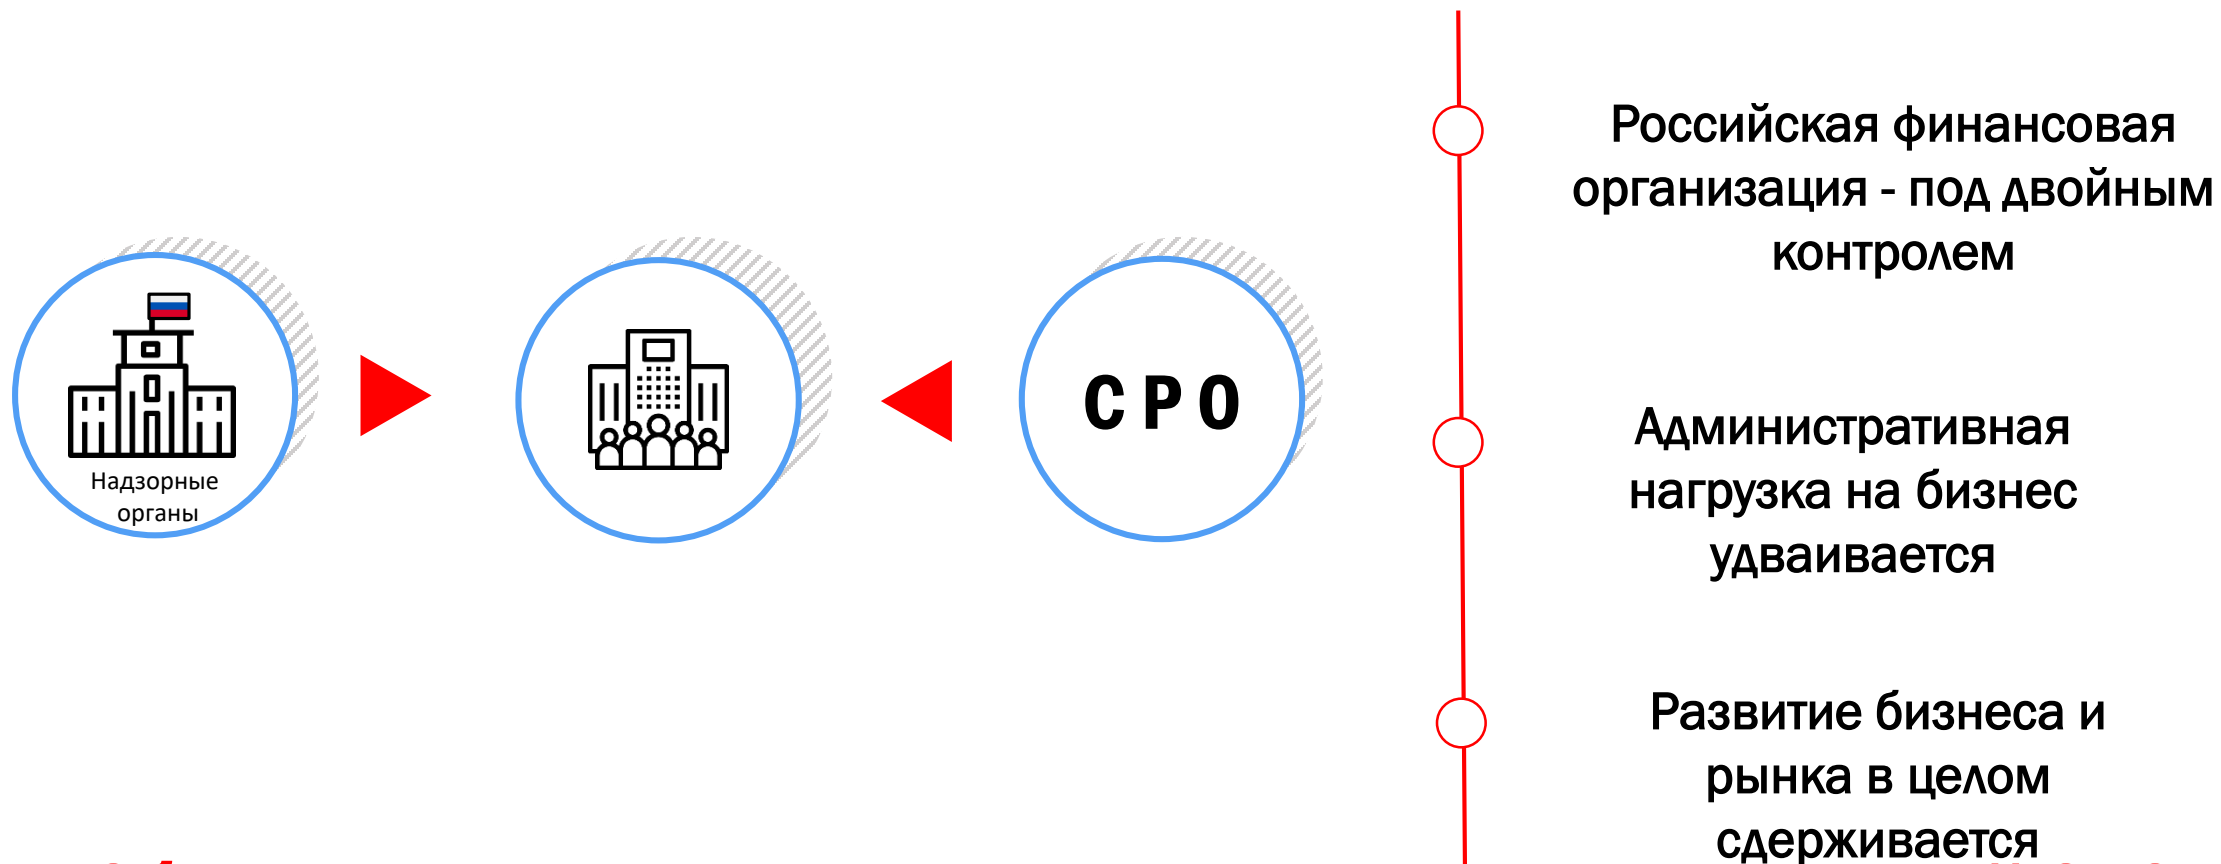 Надзорные
органы
СРО
Российская финансовая
организация - под двойным
контролем
Административная
нагрузка на бизнес
удваивается
Развитие бизнеса и
рынка в целом
сдерживается